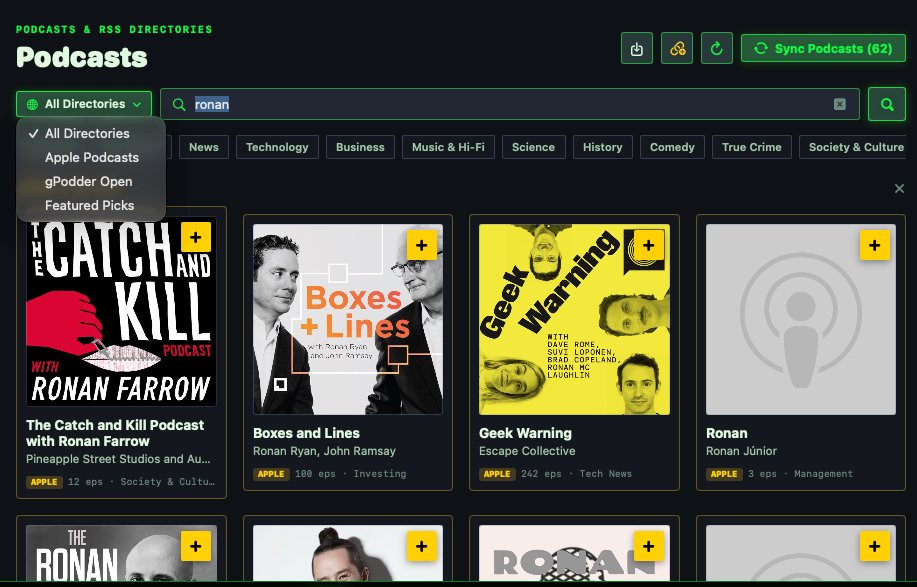 PODCASTS & RSS DIRECTORIES
Podcasts
Sync Podcasts (62)
All Directories
ronan
✓ All Directories
Apple Podcasts
gPodder Open
Featured Picks
News
Technology
Business
Music & Hi-Fi
Science
History
Comedy
True Crime
Society & Culture
THE
CATCH AND
KILL
PODCAST
WITH
RONAN FARROW
The Catch and Kill Podcast
with Ronan Farrow
Pineapple Street Studios and Au...
APPLE 12 eps · Society & Cultu...
Boxes
+ Lines
with Ronan Ryan
and John Ramsay
Boxes and Lines
Ronan Ryan, John Ramsay
APPLE 100 eps · Investing
Geek
Warning
WITH
DAVE ROME,
SUVI LOPONEN,
BRAD COPELAND,
RONAN MC
LAUGHLIN
Geek Warning
Escape Collective
APPLE 242 eps · Tech News
Ronan
Ronan Júnior
APPLE 3 eps · Management
THE
RONAN
RONAN